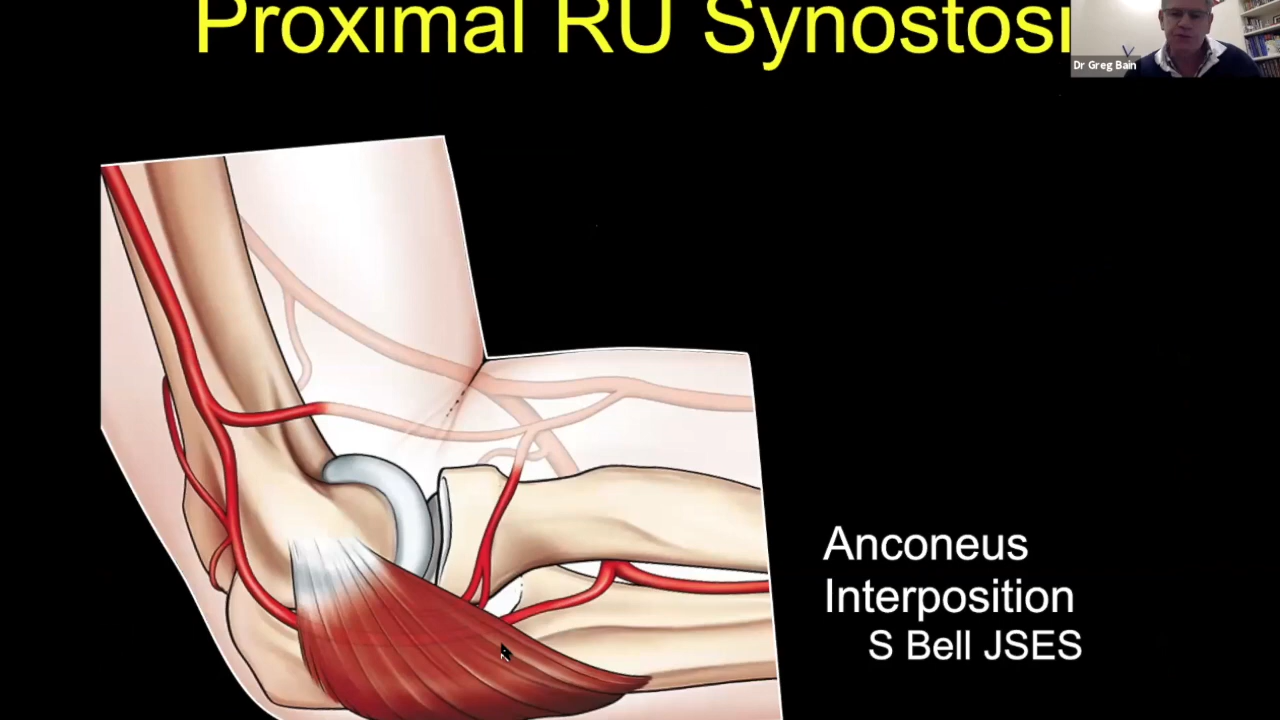 Proximal RU Synostosi
Dr Greg Bain
Anconeus
Interposition
S Bell JSES